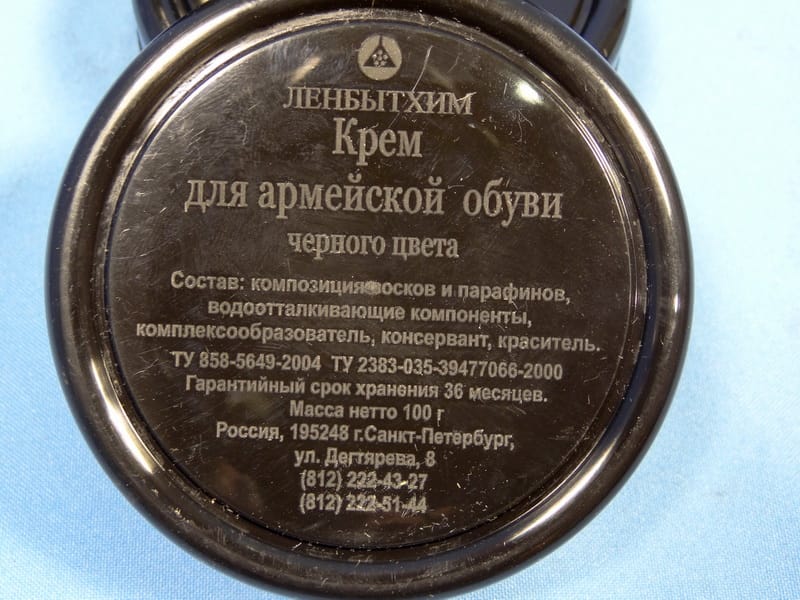 ЛЕНБЫТХИМ
Крем
для армейской обуви
черного цвета
Состав: композиция восков и парафинов,
водоотталкивающие компоненты,
комплексообразователь, консервант, краситель.
ТУ 858-5649-2004 ТУ 2383-035-39477066-2000
Гарантийный срок хранения 36 месяцев.
Масса нетто 100 г
Россия, 195248 г.Санкт-Петербург,
ул. Дегтярева, 8
(812) 222-43-27
(812) 222-51-44